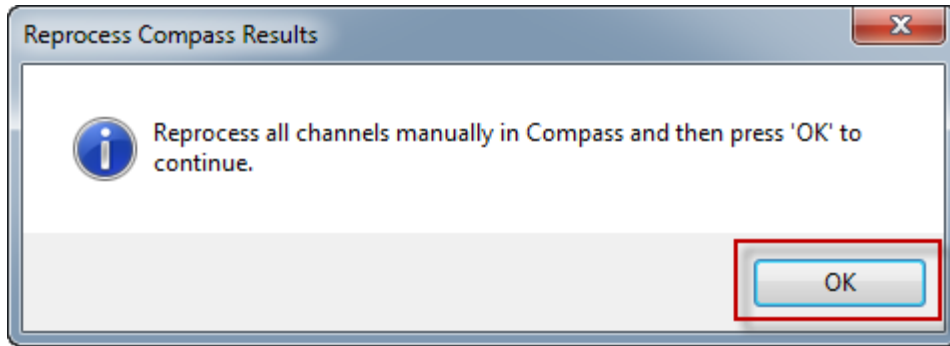 Reprocess Compass Results
Reprocess all channels manually in Compass and then press 'OK' to
continue.
OK